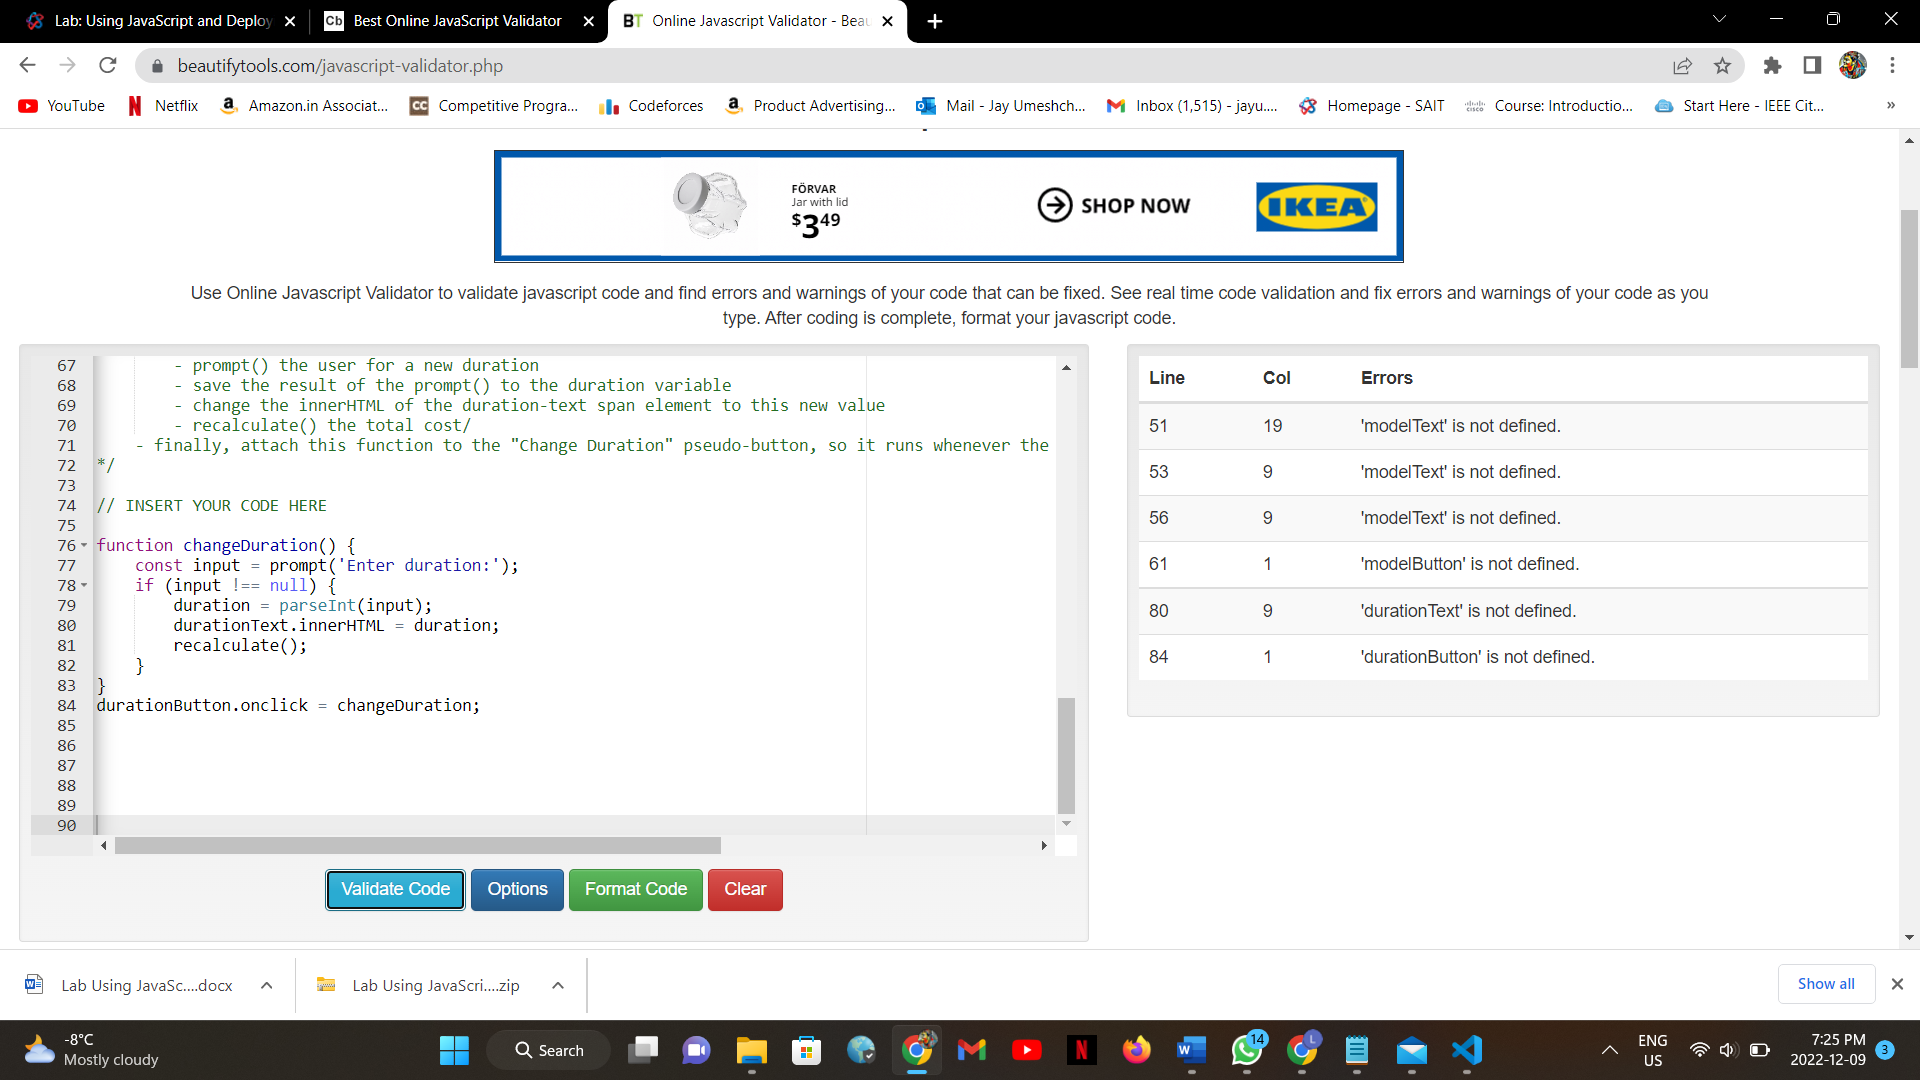 Lab: Using JavaScript and Deploy
Cb Best Online JavaScript Validator
BT Online Javascript Validator - Beau
beautifytools.com/javascript-validator.php
YouTube
Netflix
Amazon.in Associat...
CC Competitive Progra...
Codeforces
Product Advertising...
Mail - Jay Umeshch...
Inbox (1,515) - jayu....
Homepage - SAIT
Course: Introductio...
Start Here - IEEE Cit...
»
FÖRVAR
Jar with lid
$3 49
SHOP NOW
IKEA
Use Online Javascript Validator to validate javascript code and find errors and warnings of your code that can be fixed. See real time code validation and fix errors and warnings of your code as you
type. After coding is complete, format your javascript code.
67 - prompt() the user for a new duration
68 - save the result of the prompt() to the duration variable
69 - change the innerHTML of the duration-text span element to this new value
70 - recalculate() the total cost/
71 - finally, attach this function to the "Change Duration" pseudo-button, so it runs whenever the
72 */
73
74 // INSERT YOUR CODE HERE
75
76 function changeDuration() {
77 const input = prompt('Enter duration:');
78 if (input !== null) {
79 duration = parseInt(input);
80 durationText.innerHTML = duration;
81 recalculate();
82 }
83 }
84 durationButton.onclick = changeDuration;
85
86
87
88
89
90
Validate Code
Options
Format Code
Clear
Line Col Errors
51 19 'modelText' is not defined.
53 9 'modelText' is not defined.
56 9 'modelText' is not defined.
61 1 'modelButton' is not defined.
80 9 'durationText' is not defined.
84 1 'durationButton' is not defined.
Lab Using JavaSc....docx
Lab Using JavaScri....zip
Show all
-8°C
Mostly cloudy
Search
14
L
ENG
US
7:25 PM
2022-12-09
3